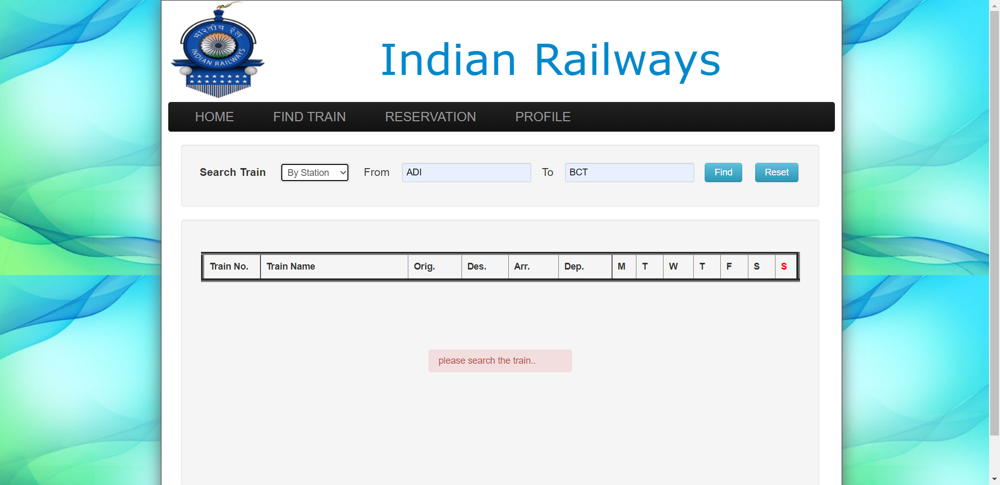 भारतीय रेल
INDIAN RAILWAYS
Indian Railways
HOME FIND TRAIN RESERVATION PROFILE
Search Train By Station From ADI To BCT Find Reset
Train No. Train Name Orig. Des. Arr. Dep. M T W T F S S
please search the train..